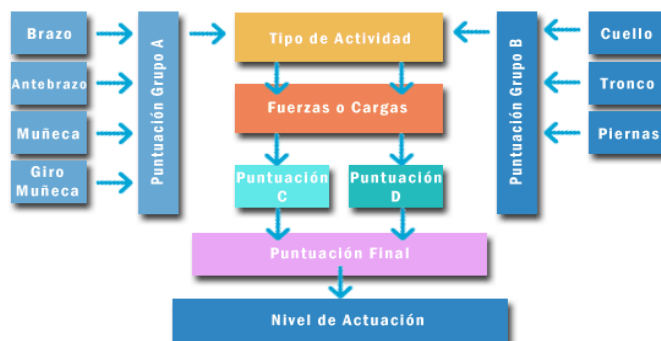 Brazo
Antebrazo
Muñeca
Giro
Muñeca
Puntuación Grupo A
Tipo de Actividad
Fuerzas o Cargas
Puntuación
C
Puntuación
D
Puntuación Final
Nivel de Actuación
Puntuación Grupo B
Cuello
Tronco
Piernas